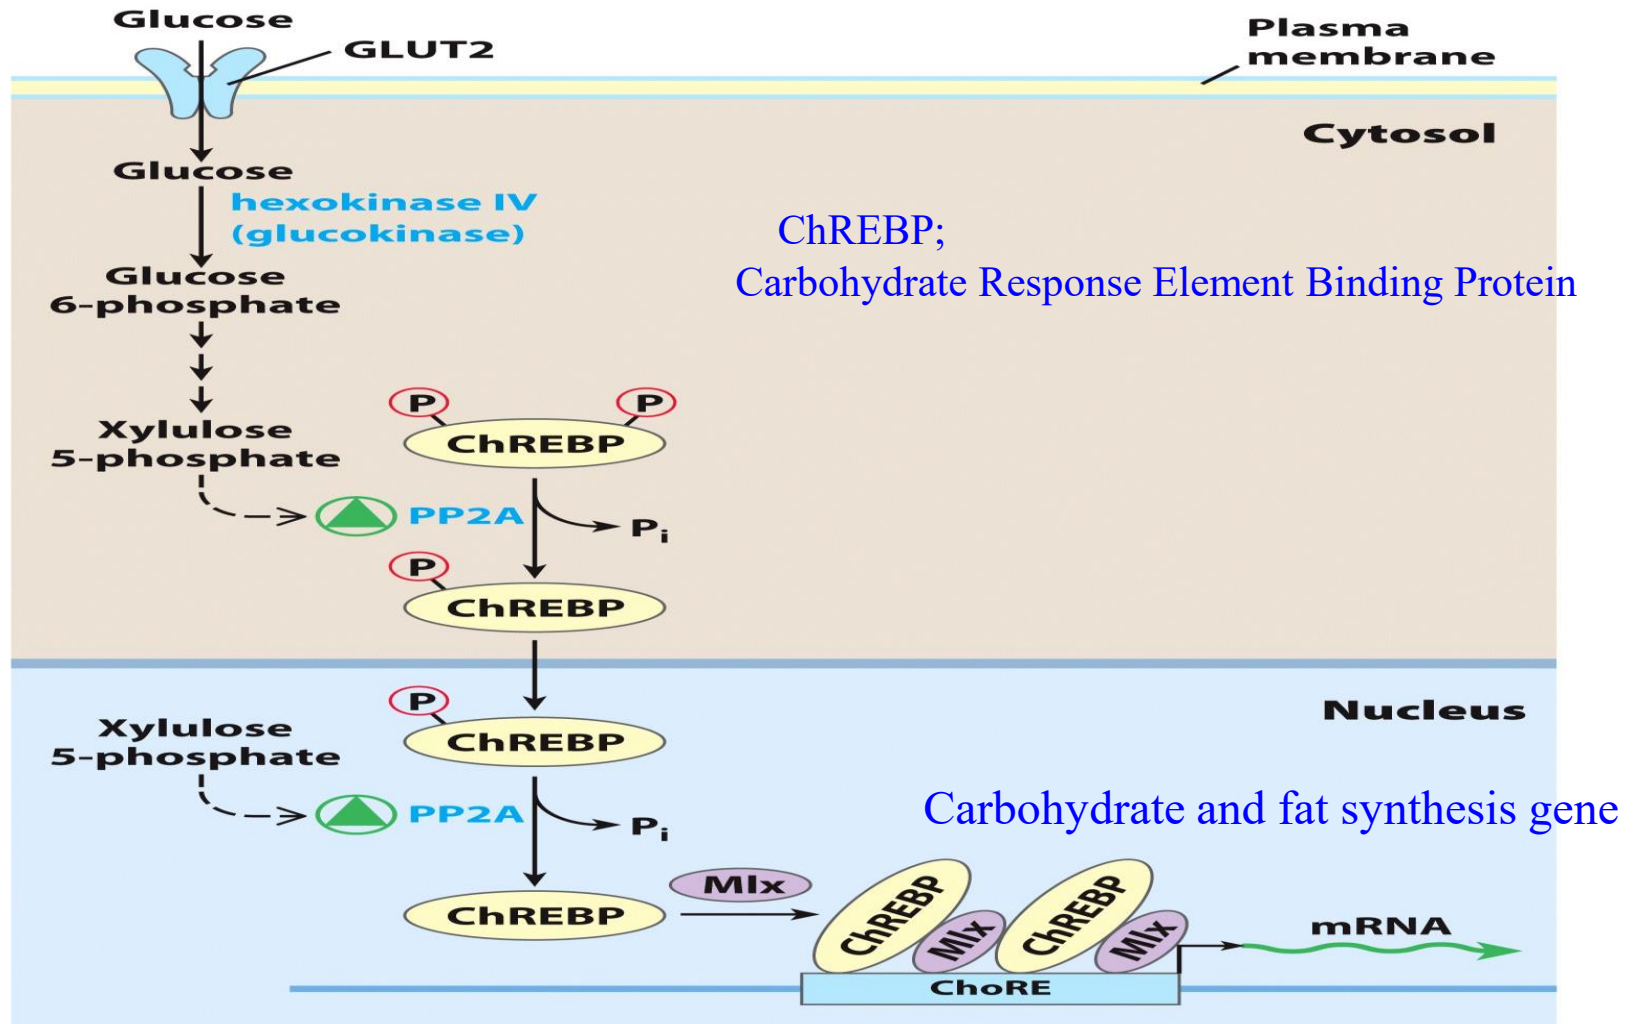 Glucose
GLUT2
Plasma
membrane
Cytosol
Glucose
hexokinase IV
(glucokinase)
ChREBP;
Carbohydrate Response Element Binding Protein
Glucose
6-phosphate
Xylulose
5-phosphate
P
P
ChREBP
PP2A
Pi
P
ChREBP
P
ChREBP
Nucleus
Xylulose
5-phosphate
PP2A
Pi
Carbohydrate and fat synthesis gene
ChREBP
Mlx
ChREBP
Mlx
ChREBP
Mlx
mRNA
ChoRE